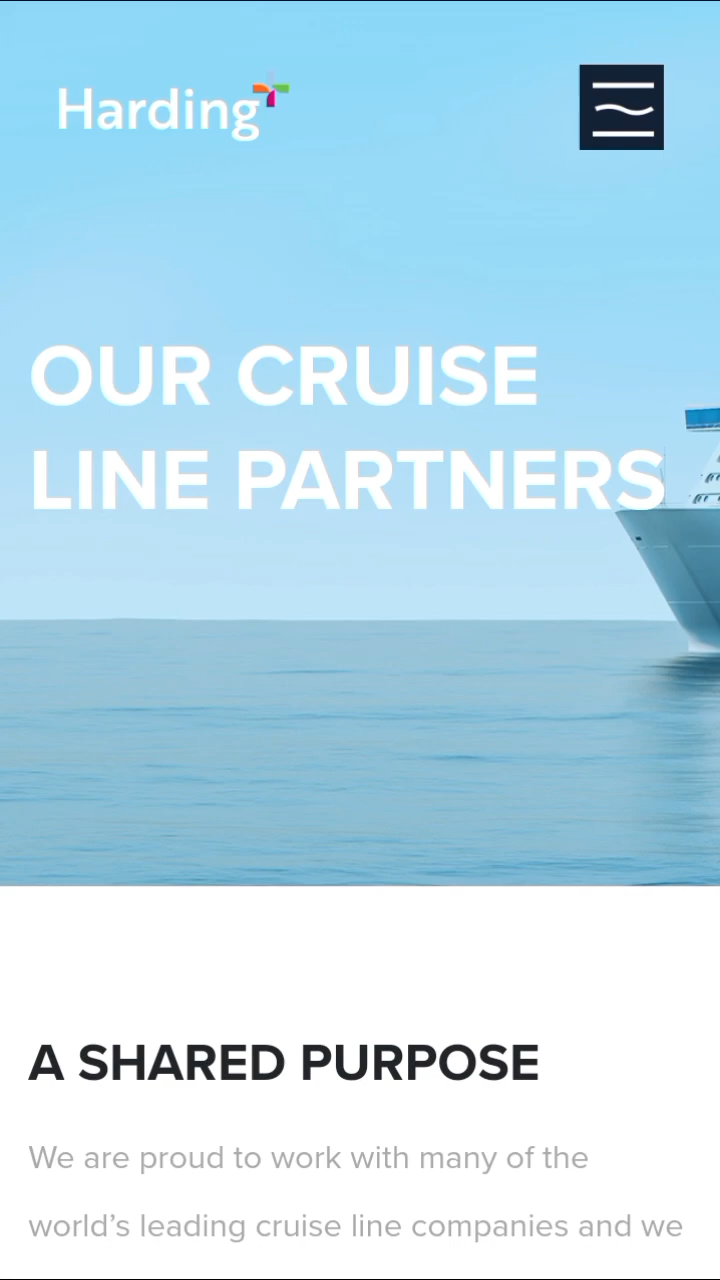 Harding
OUR CRUISE
LINE PARTNERS
A SHARED PURPOSE
We are proud to work with many of the
world’s leading cruise line companies and we